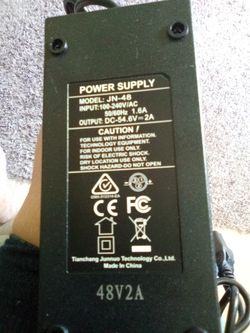 POWER SUPPLY
MODEL: JN-48
INPUT:100-240V/AC
50/60Hz 1.6A
OUTPUT: DC-54.6V⎓2A
CAUTION!
FOR USE WITH INFORMATION.
TECHNOLOGY EQUIPMENT.
FOR INDOOR USE ONLY.
RISK OF ELECTRIC SHOCK.
DRY LOCATION USE ONLY
SHOCK HAZARD-DO NOT OPEN
FC
CE
Tianchang Junnuo Technology Co.,Ltd.
Made In China
48V2A